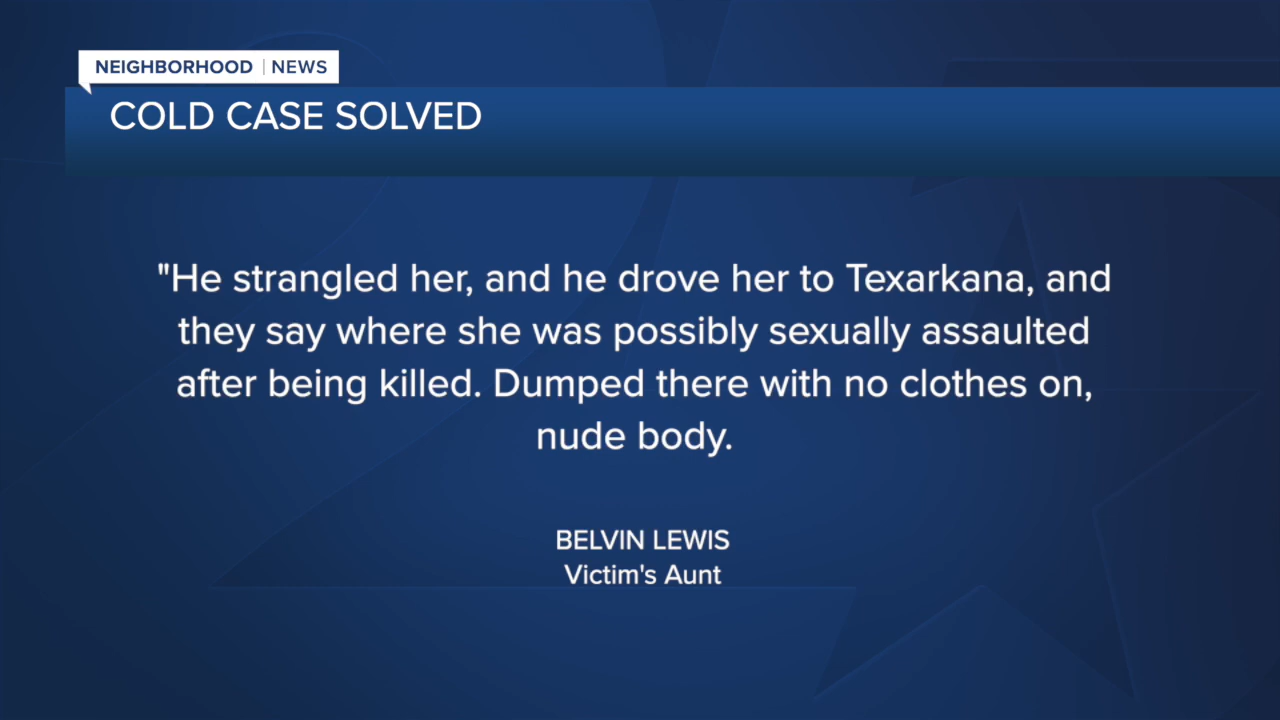 NEIGHBORHOOD | NEWS
COLD CASE SOLVED
"He strangled her, and he drove her to Texarkana, and
they say where she was possibly sexually assaulted
after being killed. Dumped there with no clothes on,
nude body.
BELVIN LEWIS
Victim's Aunt